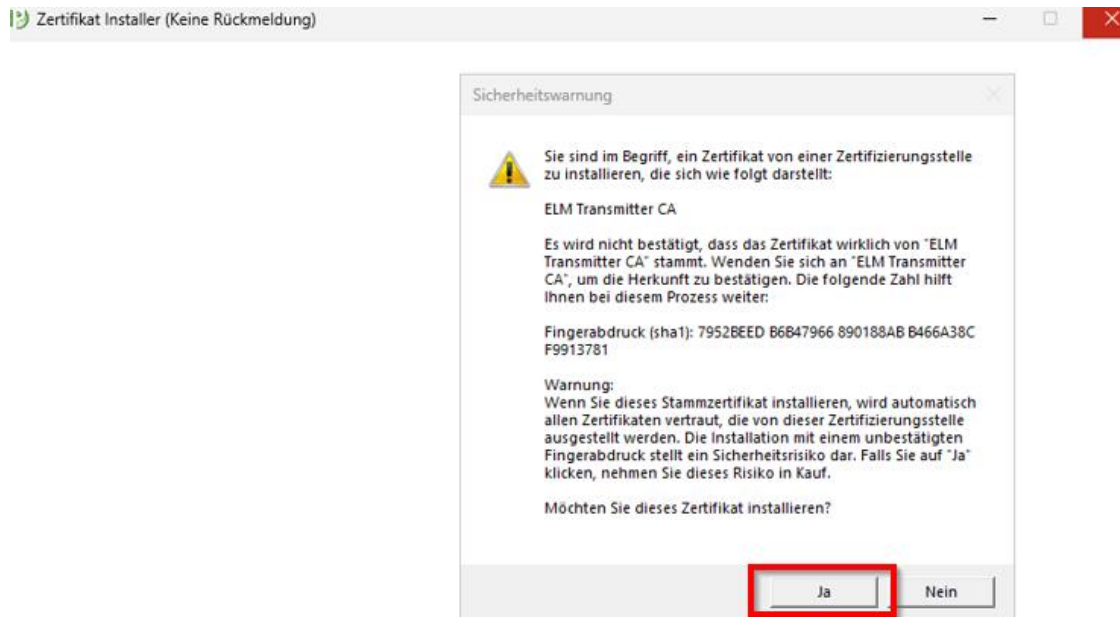 Zertifikat Installer (Keine Rückmeldung)
Sicherheitswarnung
Sie sind im Begriff, ein Zertifikat von einer Zertifizierungsstelle
zu installieren, die sich wie folgt darstellt:
ELM Transmitter CA
Es wird nicht bestätigt, dass das Zertifikat wirklich von "ELM
Transmitter CA" stammt. Wenden Sie sich an "ELM Transmitter
CA", um die Herkunft zu bestätigen. Die folgende Zahl hilft
Ihnen bei diesem Prozess weiter:
Fingerabdruck (sha1): 7952BEED B6B47966 890188AB B466A38C
F9913781
Warnung:
Wenn Sie dieses Stammzertifikat installieren, wird automatisch
allen Zertifikaten vertraut, die von dieser Zertifizierungsstelle
ausgestellt werden. Die Installation mit einem unbestätigten
Fingerabdruck stellt ein Sicherheitsrisiko dar. Falls Sie auf "Ja"
klicken, nehmen Sie dieses Risiko in Kauf.
Möchten Sie dieses Zertifikat installieren?
Ja
Nein